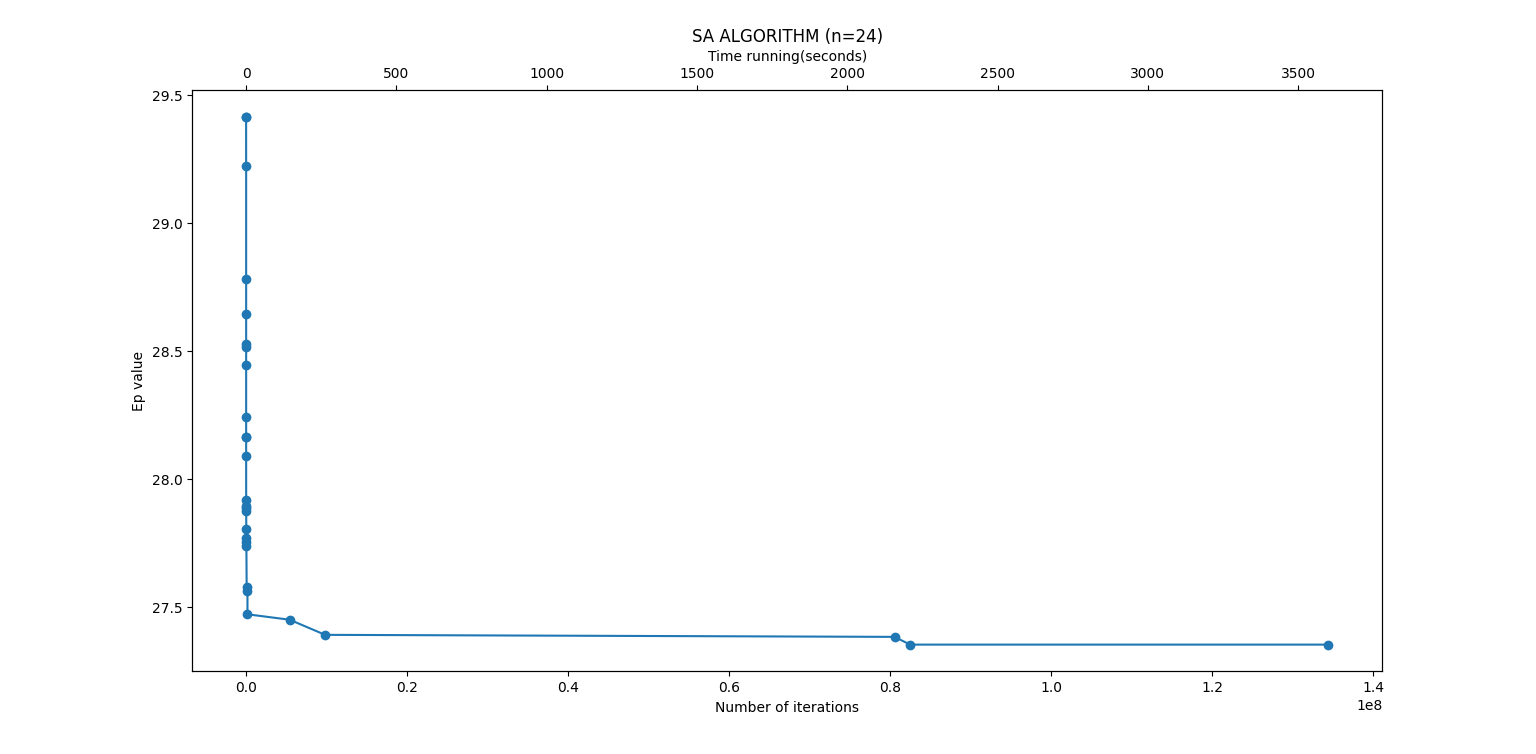 SA ALGORITHM (n=24)
Time running(seconds)
0 500 1000 1500 2000 2500 3000 3500
29.5
29.0
28.5
28.0
27.5
Ep value
0.0 0.2 0.4 0.6 0.8 1.0 1.2 1.4
1e8
Number of iterations